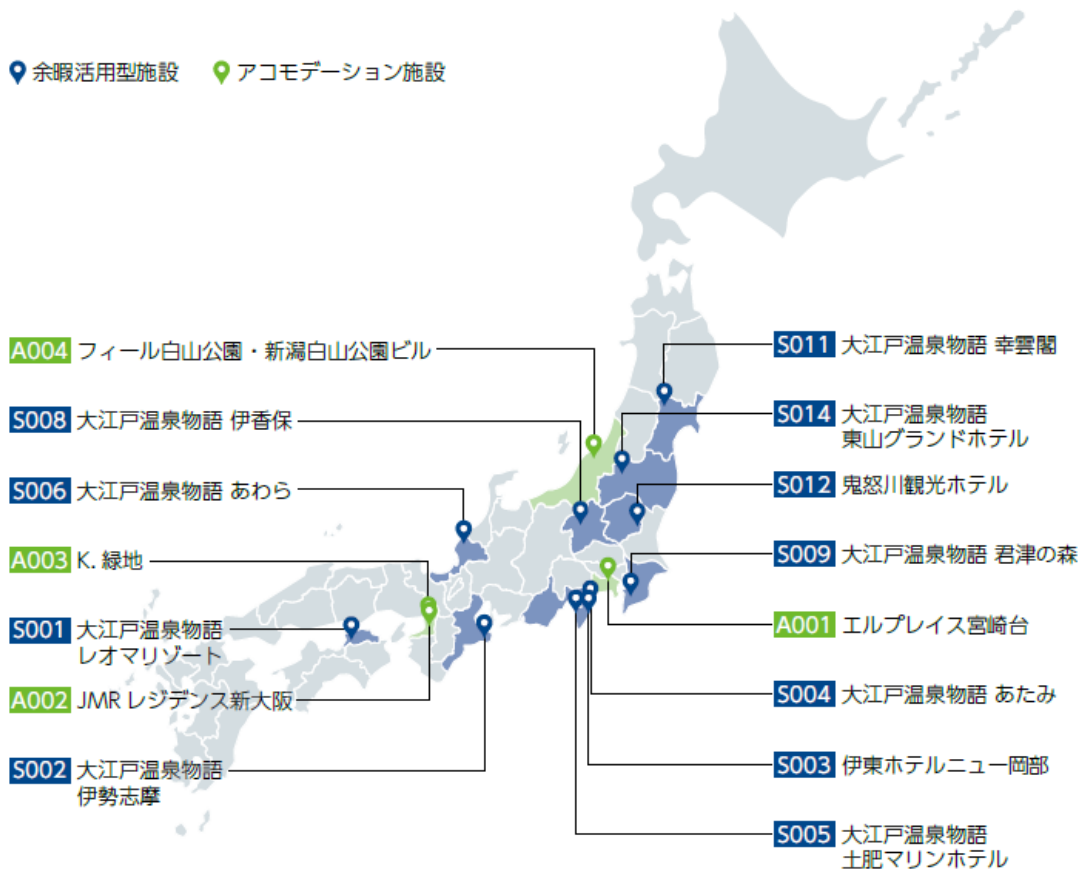 余暇活用型施設 アコモデーション施設
A004 フィール白山公園・新潟白山公園ビル
S008 大江戸温泉物語 伊香保
S006 大江戸温泉物語 あわら
A003 K. 緑地
S001 大江戸温泉物語
レオマリゾート
A002 JMR レジデンス新大阪
S002 大江戸温泉物語
伊勢志摩
S011 大江戸温泉物語 幸雲閣
S014 大江戸温泉物語
東山グランドホテル
S012 鬼怒川観光ホテル
S009 大江戸温泉物語 君津の森
A001 エルプレイス宮崎台
S004 大江戸温泉物語 あたみ
S003 伊東ホテルニュー岡部
S005 大江戸温泉物語
土肥マリンホテル